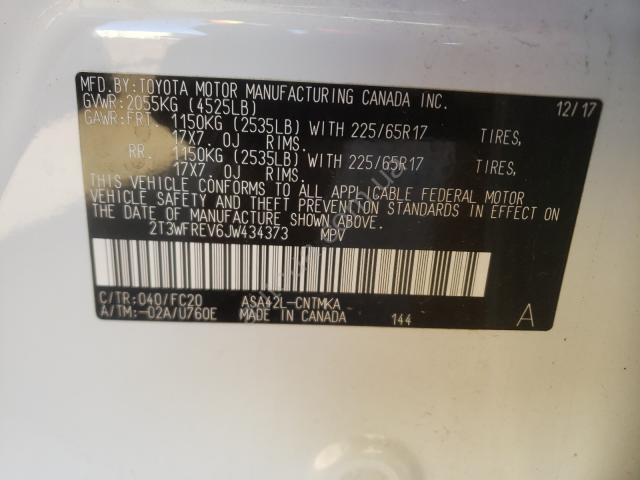 MFD.BY:TOYOTA MOTOR MANUFACTURING CANADA INC.
GVWR:2055KG (4525LB) 12/17
GAWR:FRT. 1150KG (2535LB) WITH 225/65R17 TIRES,
17X7.0J RIMS.
RR. 1150KG (2535LB) WITH 225/65R17 TIRES,
17X7.0J RIMS.
THIS VEHICLE CONFORMS TO ALL APPLICABLE FEDERAL MOTOR
VEHICLE SAFETY AND THEFT PREVENTION STANDARDS IN EFFECT ON
THE DATE OF MANUFACTURE SHOWN ABOVE.
2T3WFREV6JW434373 MPV
C/TR:040/FC20 ASA42L-CNTMKA
A/TM:-02A/U760E MADE IN CANADA 144 A